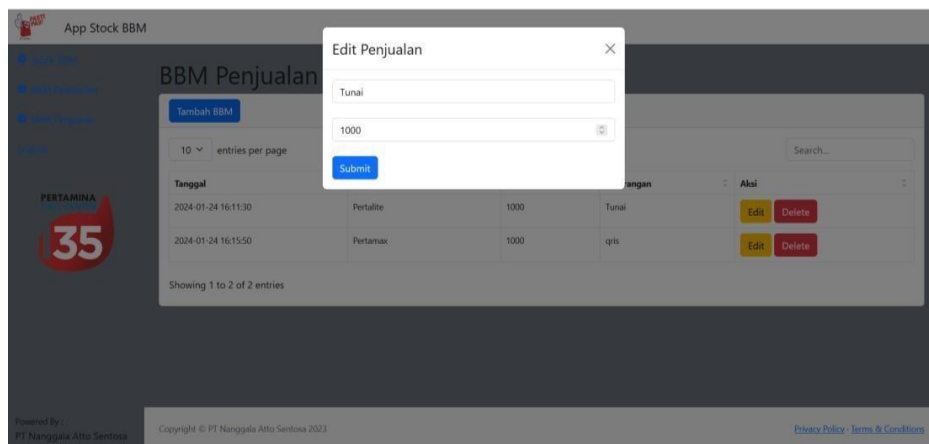 PASTI
PAS!
App Stock BBM
Edit Penjualan
BBM Penjualan
Tunai
Tambah BBM
1000
10 entries per page
Search...
Submit
Tanggal
rangan
Aksi
2024-01-24 16:11:30 Pertalite 1000 Tunai Edit Delete
2024-01-24 16:15:50 Pertamax 1000 qris Edit Delete
Showing 1 to 2 of 2 entries
PERTAMINA
35
Powered By :
PT Nanggala Atto Sentosa
Copyright © PT Nanggala Atto Sentosa 2023
Privacy Policy · Terms & Conditions